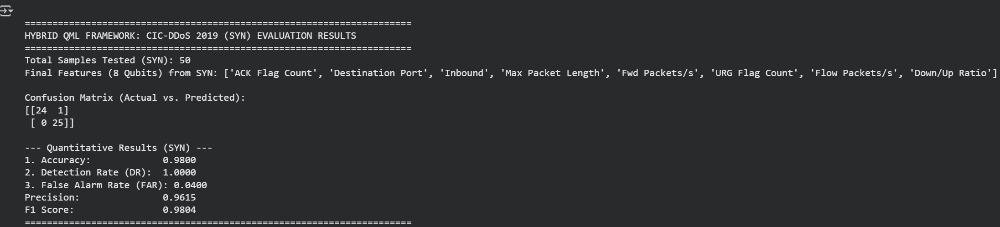 ======================================================================
HYBRID QML FRAMEWORK: CIC-DDoS 2019 (SYN) EVALUATION RESULTS
======================================================================
Total Samples Tested (SYN): 50
Final Features (8 Qubits) from SYN: ['ACK Flag Count', 'Destination Port', 'Inbound', 'Max Packet Length', 'Fwd Packets/s', 'URG Flag Count', 'Flow Packets/s', 'Down/Up Ratio']
Confusion Matrix (Actual vs. Predicted):
[[24  1]
 [ 0 25]]
--- Quantitative Results (SYN) ---
1. Accuracy:             0.9800
2. Detection Rate (DR):  1.0000
3. False Alarm Rate (FAR): 0.0400
Precision:               0.9615
F1 Score:                0.9804
======================================================================